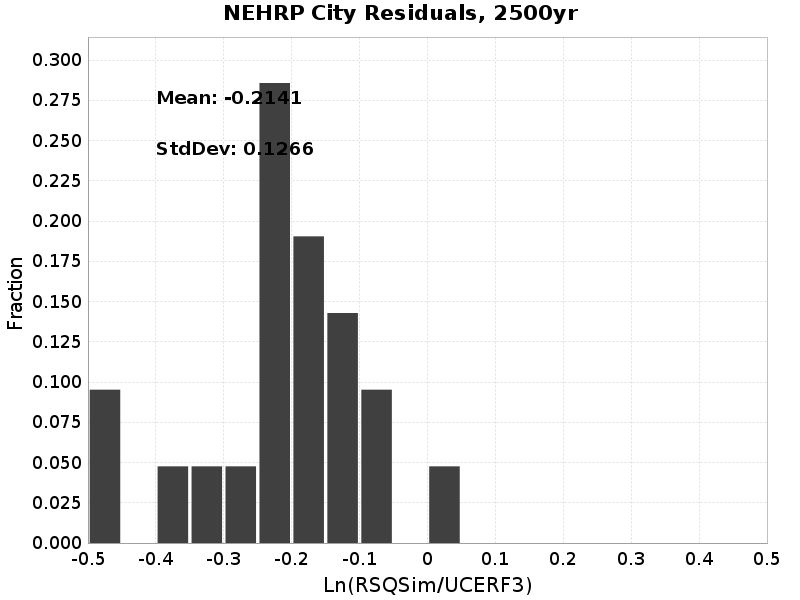 NEHRP City Residuals, 2500yr
0.300
0.275
0.250
0.225
0.200
0.175
0.150
0.125
0.100
0.075
0.050
0.025
0.000
Fraction
Mean: -0.2141
StdDev: 0.1266
-0.5 -0.4 -0.3 -0.2 -0.1 0 0.1 0.2 0.3 0.4 0.5
Ln(RSQSim/UCERF3)